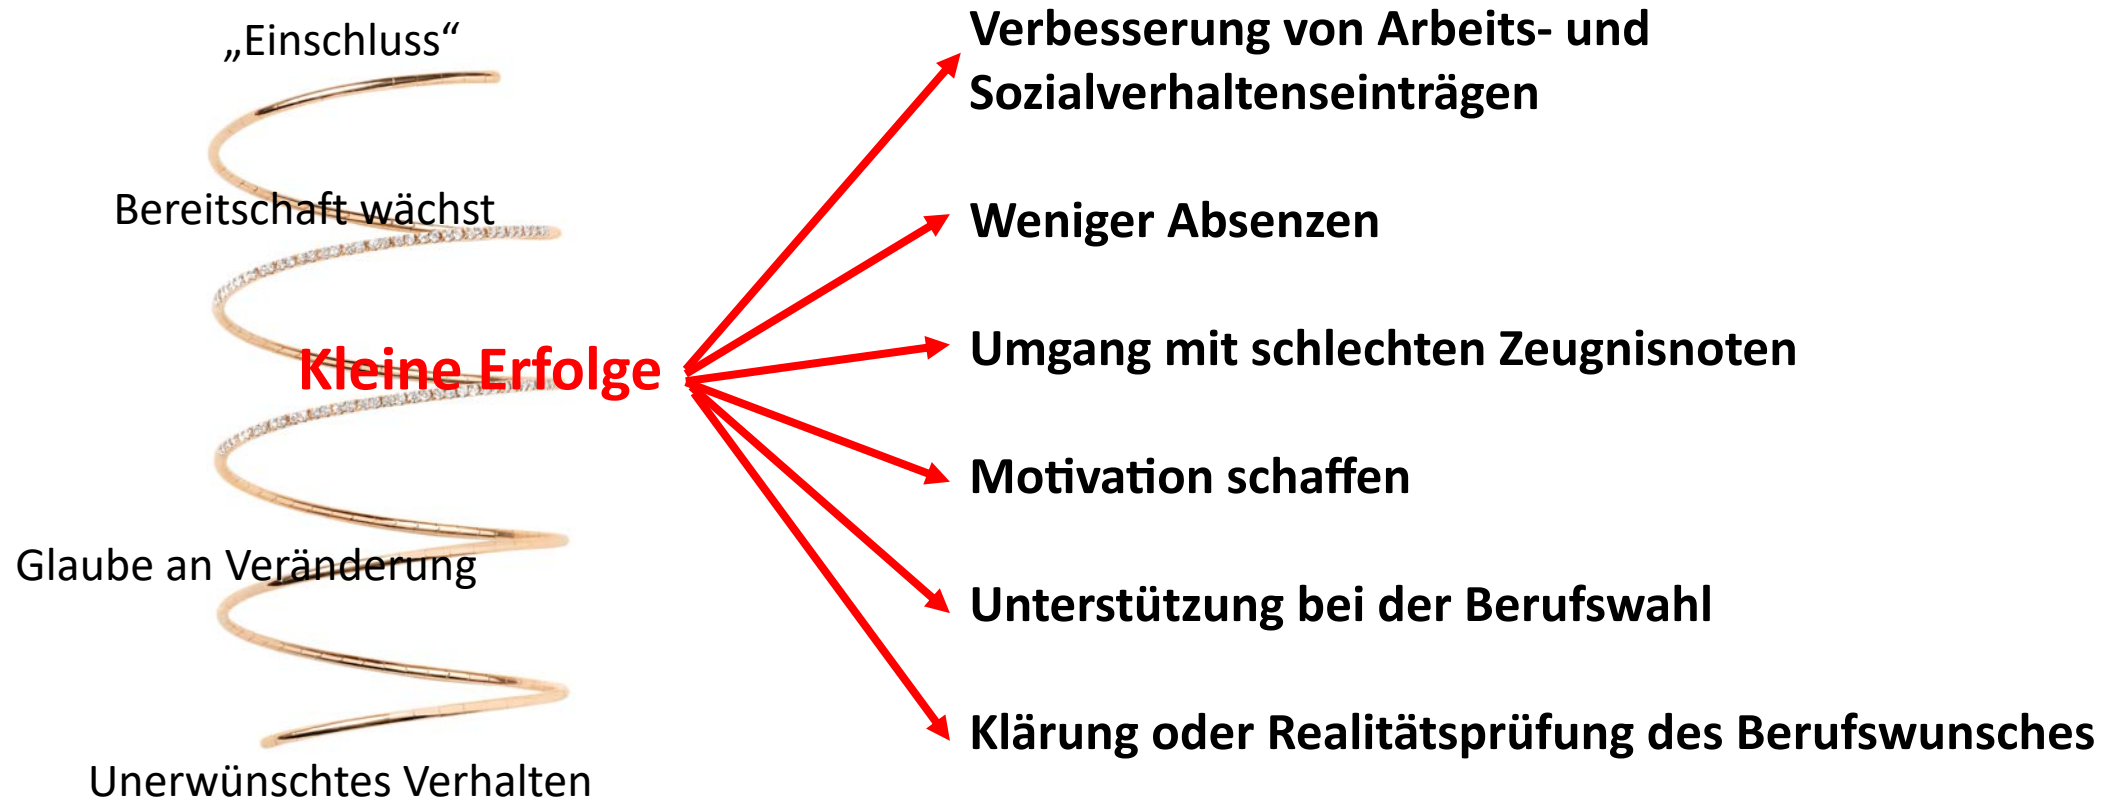 „Einschluss“
Bereitschaft wächst
Kleine Erfolge
Glaube an Veränderung
Unerwünschtes Verhalten
Verbesserung von Arbeits- und
Sozialverhaltenseinträgen
Weniger Absenzen
Umgang mit schlechten Zeugnisnoten
Motivation schaffen
Unterstützung bei der Berufswahl
Klärung oder Realitätsprüfung des Berufswunsches